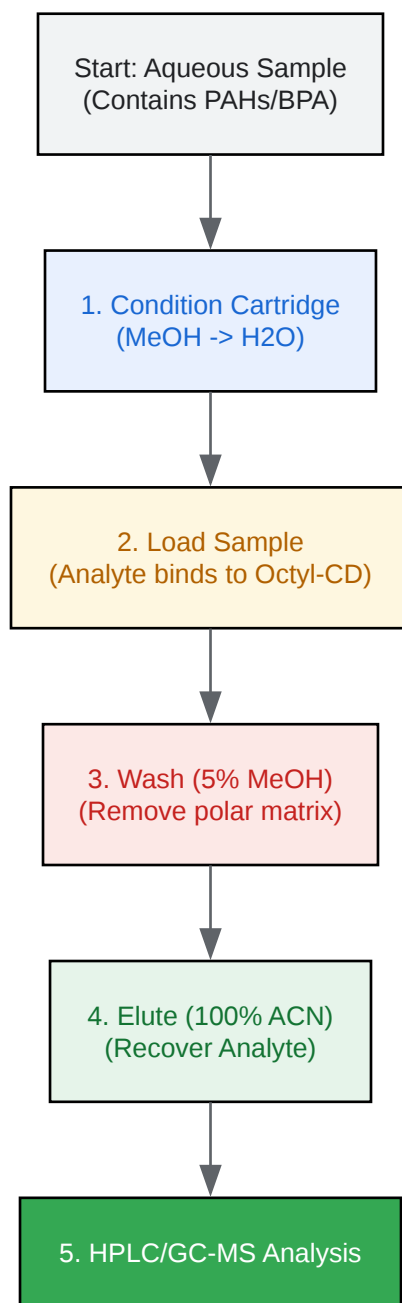 Start: Aqueous Sample
(Contains PAHs/BPA)
1. Condition Cartridge
(MeOH -> H2O)
2. Load Sample
(Analyte binds to Octyl-CD)
3. Wash (5% MeOH)
(Remove polar matrix)
4. Elute (100% ACN)
(Recover Analyte)
5. HPLC/GC-MS Analysis